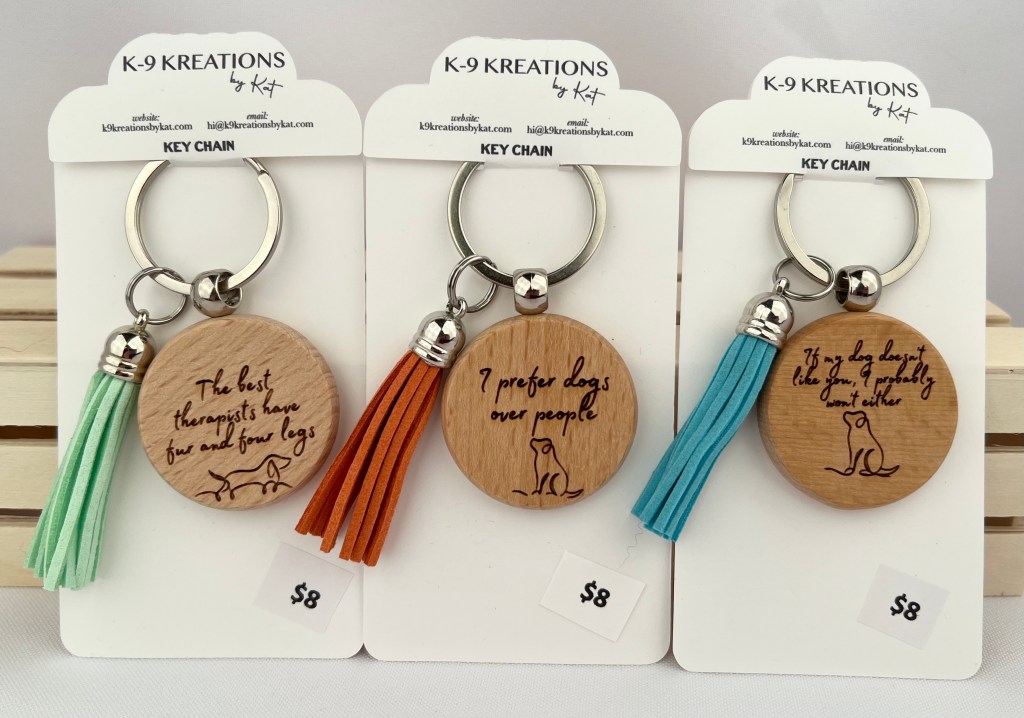 K-9 KREATIONS
by Kat
website:
email:
k9kreationsbykat.com
hi@k9kreationsbykat.com
KEY CHAIN
The best
therapists have
fur and four legs
$8
K-9 KREATIONS
by Kat
website:
email:
k9kreationsbykat.com
hi@k9kreationsbykat.com
KEY CHAIN
I prefer dogs
over people
$8
K-9 KREATIONS
by Kat
website:
email:
k9kreationsbykat.com
hi@k9kreationsbykat.com
KEY CHAIN
If my dog doesn't
like you, I probably
won't either
$8